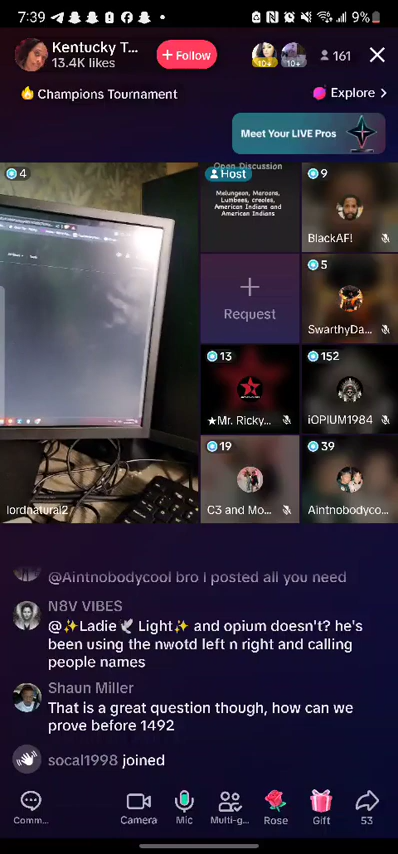 7:39
9%
Kentucky T...
13.4K likes
+ Follow
10+
10+
161
Champions Tournament
Explore >
Meet Your LIVE Pros
4
Host
Open Discussion
Melungeon, Maroons,
Lumbees, creoles,
American Indians and
American Indians
9
BlackAF!
Request
5
SwarthyDa...
13
★Mr. Ricky...
152
iOPIUM1984
19
C3 and Mo...
39
Aintnobodyco...
lordnatural2
@Aintnobodycool bro I posted all you need
N8V VIBES
@✨Ladie🕊 Light✨ and opium doesn't? he's
been using the nwotd left n right and calling
people names
Shaun Miller
That is a great question though, how can we
prove before 1492
socal1998 joined
Comm...
Camera
Mic
Multi-g...
Rose
Gift
53